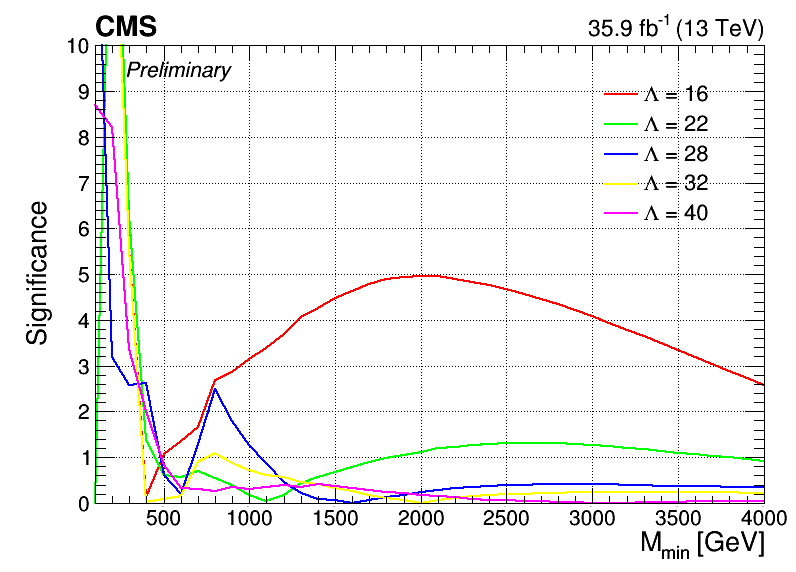 CMS
35.9 fb⁻¹ (13 TeV)
Preliminary
Λ = 16
Λ = 22
Λ = 28
Λ = 32
Λ = 40
Significance
10
9
8
7
6
5
4
3
2
1
0
500 1000 1500 2000 2500 3000 3500 4000
M_min [GeV]